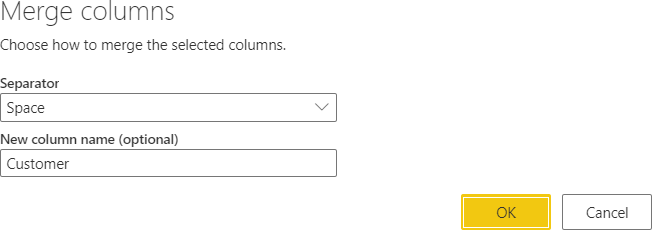 Merge columns
Choose how to merge the selected columns.
Separator
Space
New column name (optional)
Customer
OK
Cancel